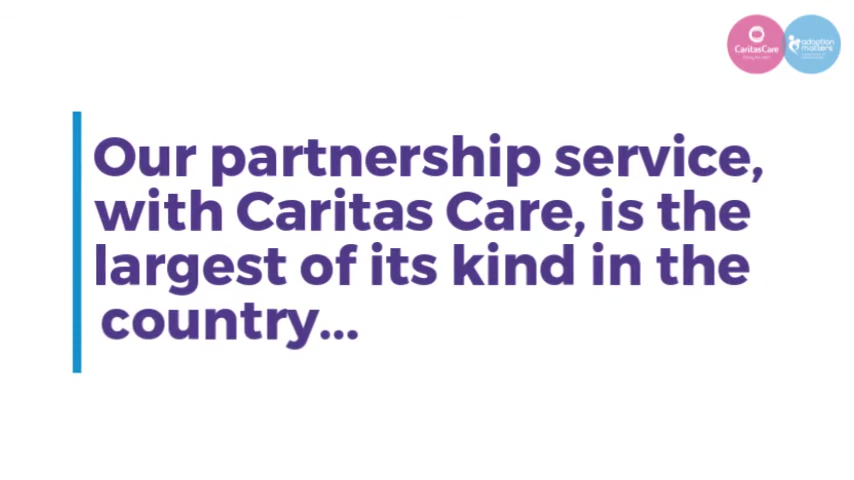 CaritasCare
adoption
matters
Our partnership service,
with Caritas Care, is the
largest of its kind in the
country...